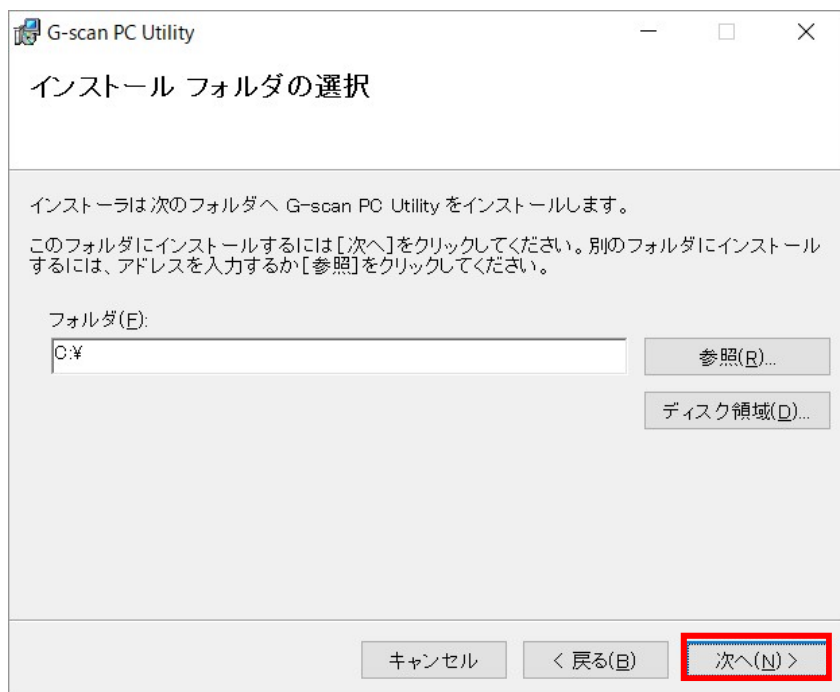 G-scan PC Utility
インストール フォルダの選択
インストーラは次のフォルダへ G-scan PC Utility をインストールします。
このフォルダにインストールするには[次へ]をクリックしてください。別のフォルダにインストール
するには、アドレスを入力するか[参照]をクリックしてください。
フォルダ(F):
C:¥
参照(R)...
ディスク領域(D)...
キャンセル
< 戻る(B)
次へ(N) >